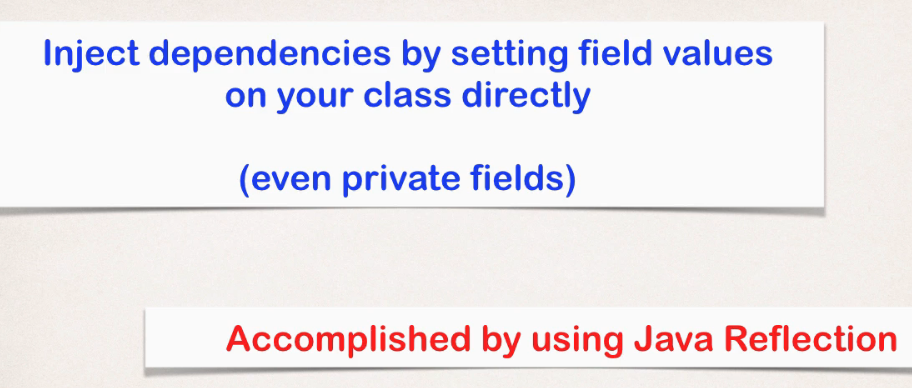 Inject dependencies by setting field values
on your class directly
(even private fields)
Accomplished by using Java Reflection